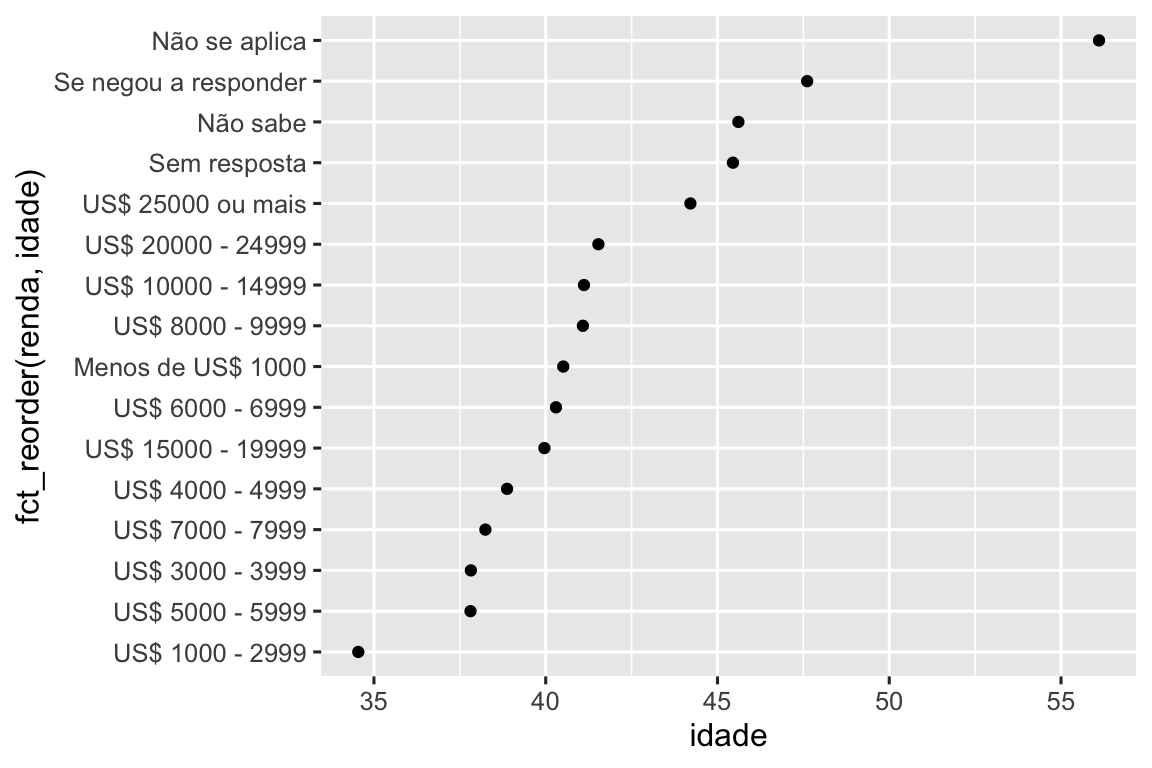 Não se aplica
Se negou a responder
Não sabe
Sem resposta
US$ 25000 ou mais
US$ 20000 - 24999
US$ 10000 - 14999
US$ 8000 - 9999
Menos de US$ 1000
US$ 6000 - 6999
US$ 15000 - 19999
US$ 4000 - 4999
US$ 7000 - 7999
US$ 3000 - 3999
US$ 5000 - 5999
US$ 1000 - 2999
fct_reorder(renda, idade)
35 40 45 50 55
idade